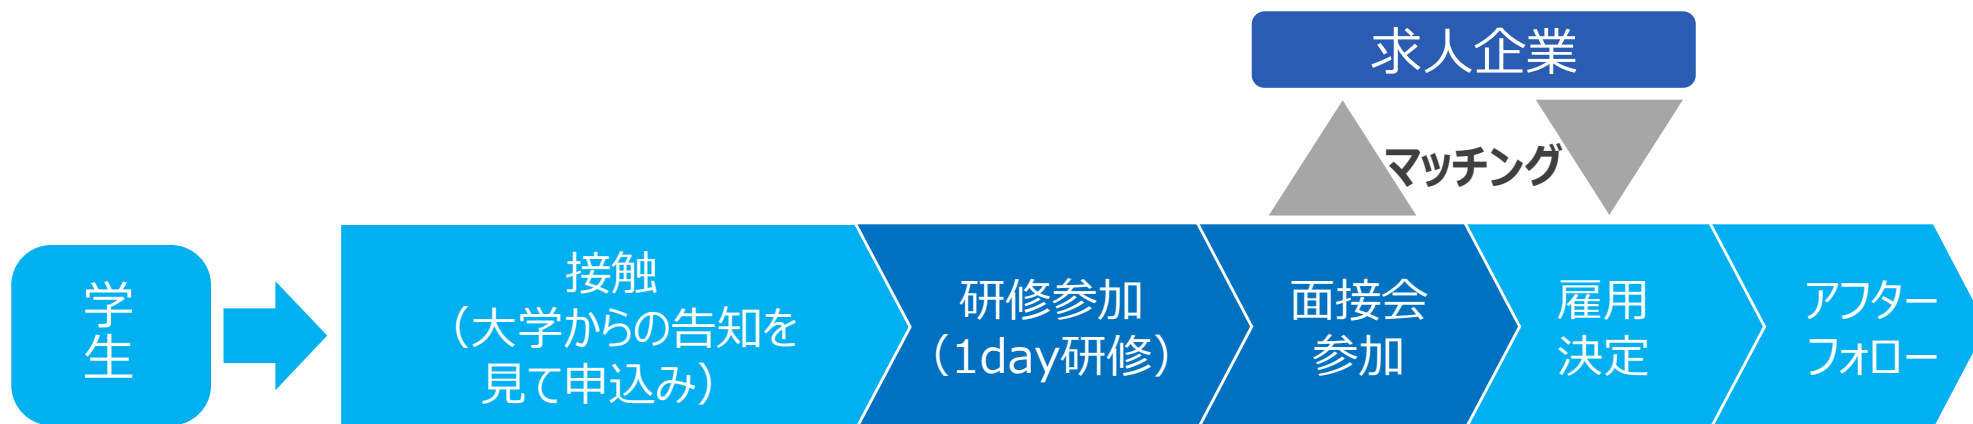 求人企業
マッチング
学
生
接触
（大学からの告知を
見て申込み）
研修参加
（1day研修）
面接会
参加
雇用
決定
アフター
フォロー